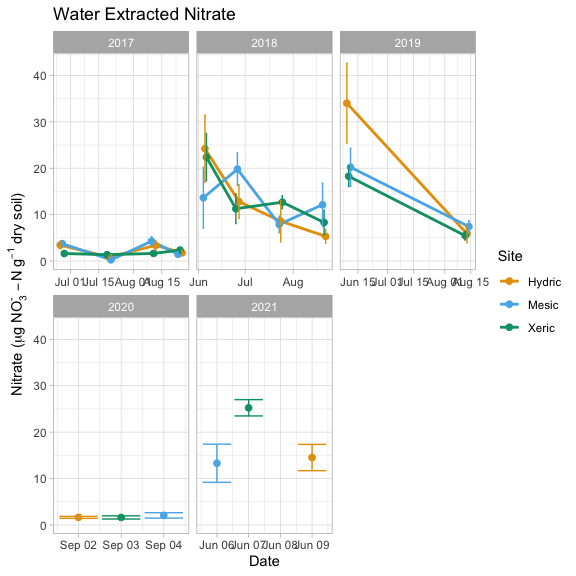 Water Extracted Nitrate
2017 2018 2019
40
30
20
10
0
Jul 01 Jul 15 Aug 01 Aug 15 Jun Jul Aug Jun 15 Jul 01 Jul 15 Aug 01 Aug 15
Nitrate (μg NO₃⁻ − N g⁻¹ dry soil)
Site
Hydric
Mesic
Xeric
2020 2021
40
30
20
10
0
Sep 02 Sep 03 Sep 04 Jun 06 Jun 07 Jun 08 Jun 09
Date